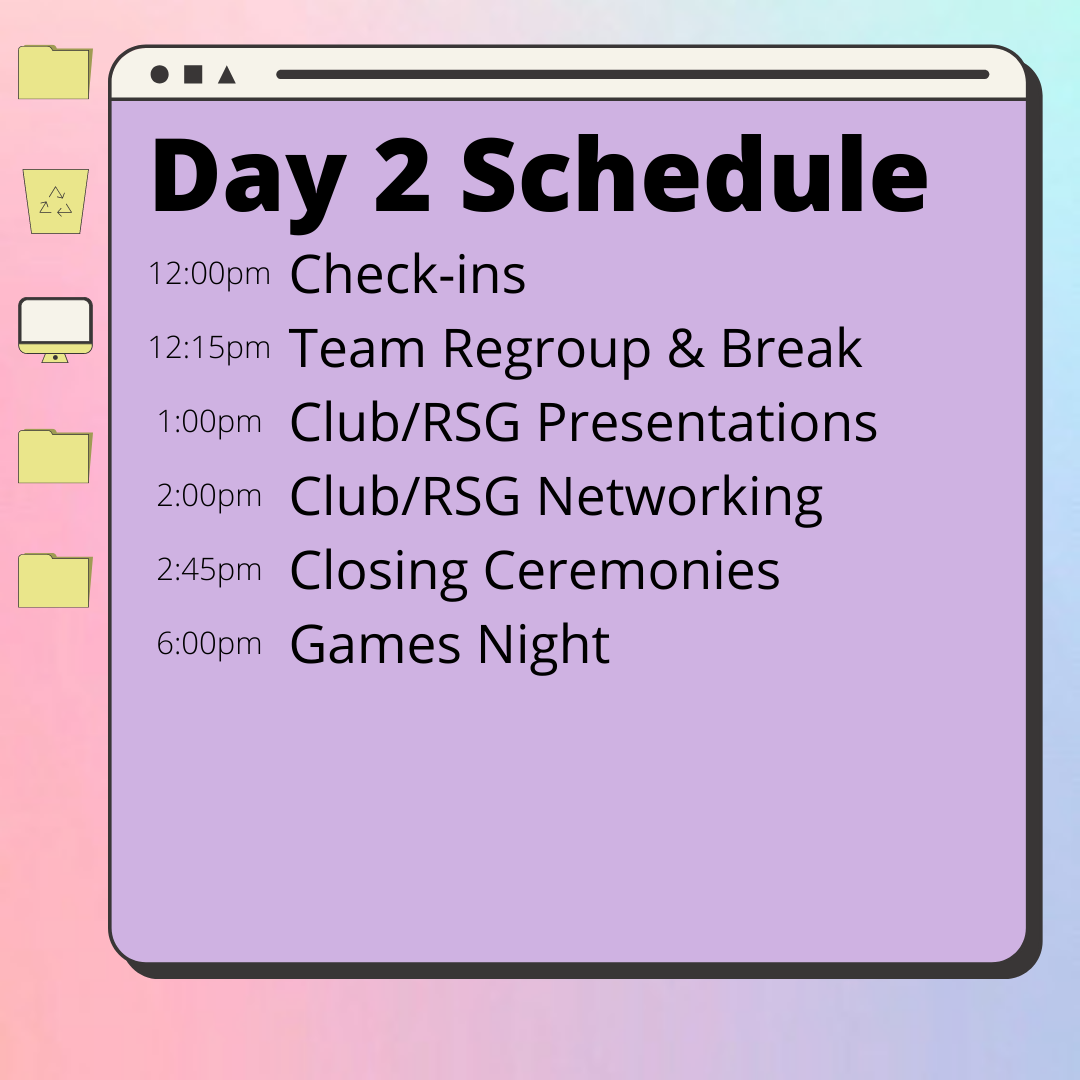 Day 2 Schedule
12:00pm Check-ins
12:15pm Team Regroup & Break
1:00pm Club/RSG Presentations
2:00pm Club/RSG Networking
2:45pm Closing Ceremonies
6:00pm Games Night